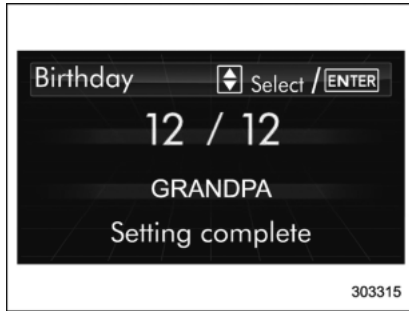 Birthday Select / ENTER
12 / 12
GRANDPA
Setting complete
303315